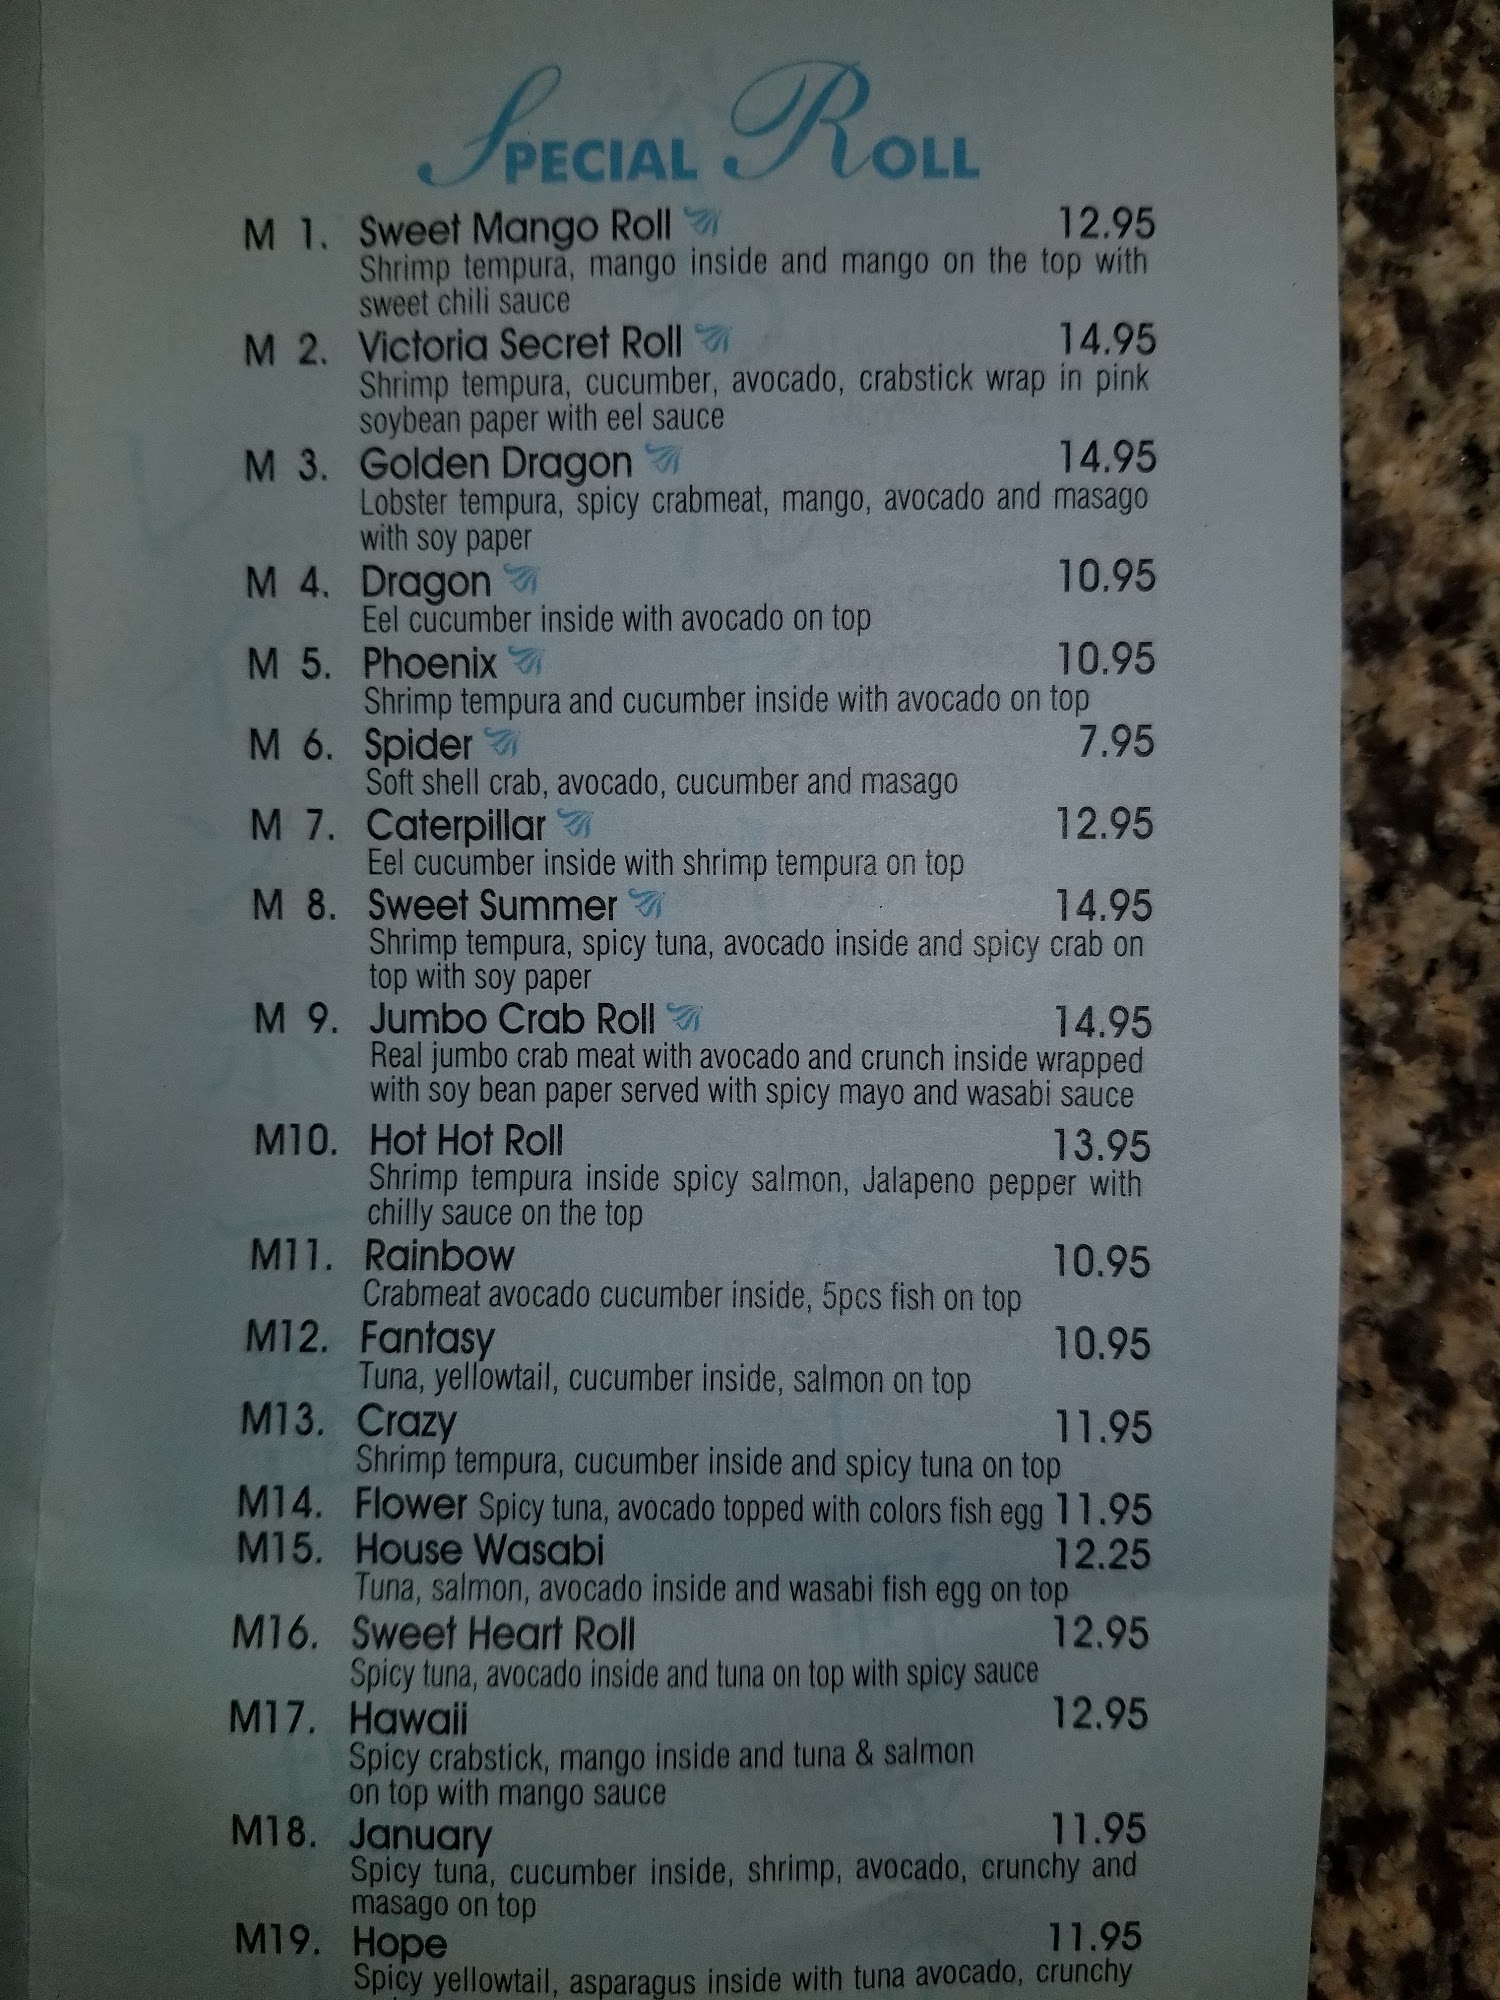 SPECIAL ROLL
M 1. Sweet Mango Roll 12.95
Shrimp tempura, mango inside and mango on the top with
sweet chili sauce
M 2. Victoria Secret Roll 14.95
Shrimp tempura, cucumber, avocado, crabstick wrap in pink
soybean paper with eel sauce
M 3. Golden Dragon 14.95
Lobster tempura, spicy crabmeat, mango, avocado and masago
with soy paper
M 4. Dragon 10.95
Eel cucumber inside with avocado on top
M 5. Phoenix 10.95
Shrimp tempura and cucumber inside with avocado on top
M 6. Spider 7.95
Soft shell crab, avocado, cucumber and masago
M 7. Caterpillar 12.95
Eel cucumber inside with shrimp tempura on top
M 8. Sweet Summer 14.95
Shrimp tempura, spicy tuna, avocado inside and spicy crab on
top with soy paper
M 9. Jumbo Crab Roll 14.95
Real jumbo crab meat with avocado and crunch inside wrapped
with soy bean paper served with spicy mayo and wasabi sauce
M10. Hot Hot Roll 13.95
Shrimp tempura inside spicy salmon, Jalapeno pepper with
chilly sauce on the top
M11. Rainbow 10.95
Crabmeat avocado cucumber inside, 5pcs fish on top
M12. Fantasy 10.95
Tuna, yellowtail, cucumber inside, salmon on top
M13. Crazy 11.95
Shrimp tempura, cucumber inside and spicy tuna on top
M14. Flower Spicy tuna, avocado topped with colors fish egg 11.95
M15. House Wasabi 12.25
Tuna, salmon, avocado inside and wasabi fish egg on top
M16. Sweet Heart Roll 12.95
Spicy tuna, avocado inside and tuna on top with spicy sauce
M17. Hawaii 12.95
Spicy crabstick, mango inside and tuna & salmon
on top with mango sauce
M18. January 11.95
Spicy tuna, cucumber inside, shrimp, avocado, crunchy and
masago on top
M19. Hope 11.95
Spicy yellowtail, asparagus inside with tuna avocado, crunchy